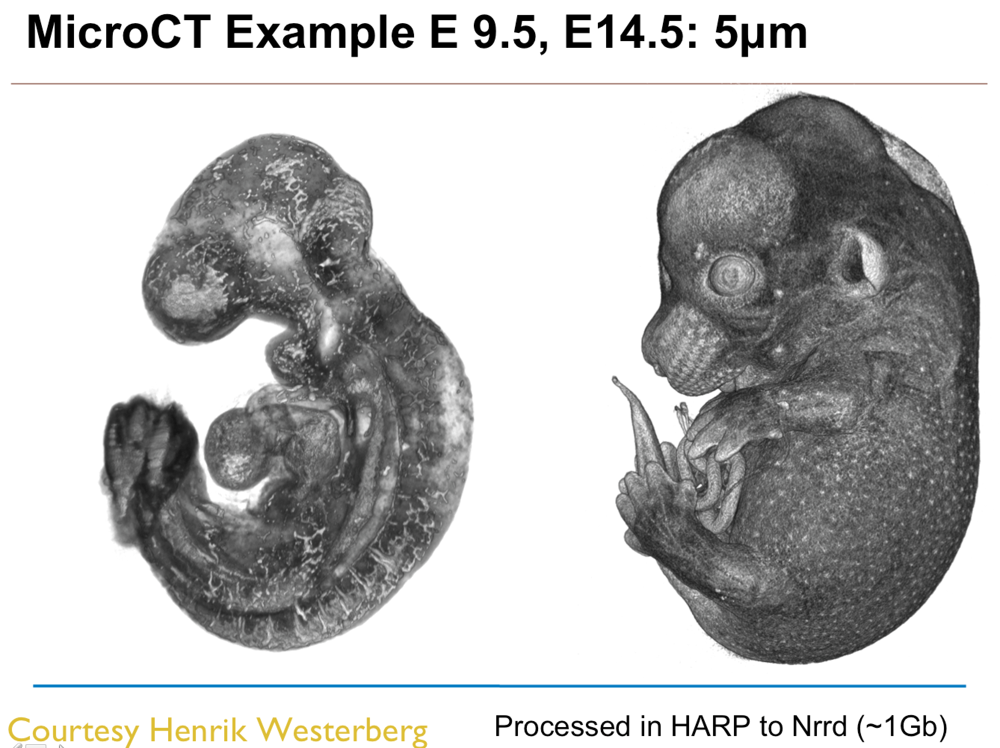 MicroCT Example E 9.5, E14.5: 5µm
Courtesy Henrik Westerberg
Processed in HARP to Nrrd (~1Gb)